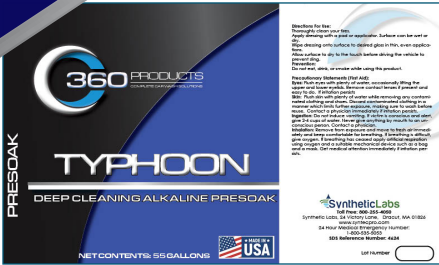 360 PRODUCTS
COMPLETE CAR WASH SOLUTIONS
PRESOAK
TYPHOON
DEEP CLEANING ALKALINE PRESOAK
NET CONTENTS: 55 GALLONS
MADE IN
USA
Directions For Use:
Thoroughly clean your tires.
Apply dressing with a pad or applicator. Surface can be wet or
dry.
Wipe dressing onto surface to desired gloss in thin, even applica-
tions.
Allow surface to dry to the touch before driving the vehicle to
prevent sling.
Prevention:
Do not eat, drink, or smoke while using this product.
Precautionary Statements (First Aid):
Eyes: Flush eyes with plenty of water, occasionally lifting the
upper and lower eyelids. Remove contact lenses if present and
easy to do. If irritation persists
Skin: Flush skin with plenty of water while removing any contami-
nated clothing and shoes. Discard contaminated clothing in a
manner which limits further exposure, making sure to wash before
reuse. Contact a physician immediately if irritation persists.
Ingestion: Do not induce vomiting. If victim is conscious and alert,
give 2-4 cups of water. Never give anything by mouth to an un-
conscious person. Contact a physician.
Inhalation: Remove from exposure and move to fresh air immedi-
ately and keep comfortable for breathing. If breathing is difficult,
give oxygen. If breathing has ceased apply artificial respiration
using oxygen and a suitable mechanical device such as a bag
and a mask. Get medical attention immediately if irritation per-
sists.
SyntheticLabs
Toll Free: 800-255-4050
Synthetic Labs, 24 Victory Lane, Dracut, MA 01826
www.syntecpro.com
24 Hour Medical Emergency Number:
1-800-535-5053
SDS Reference Number: 4624
Lot Number